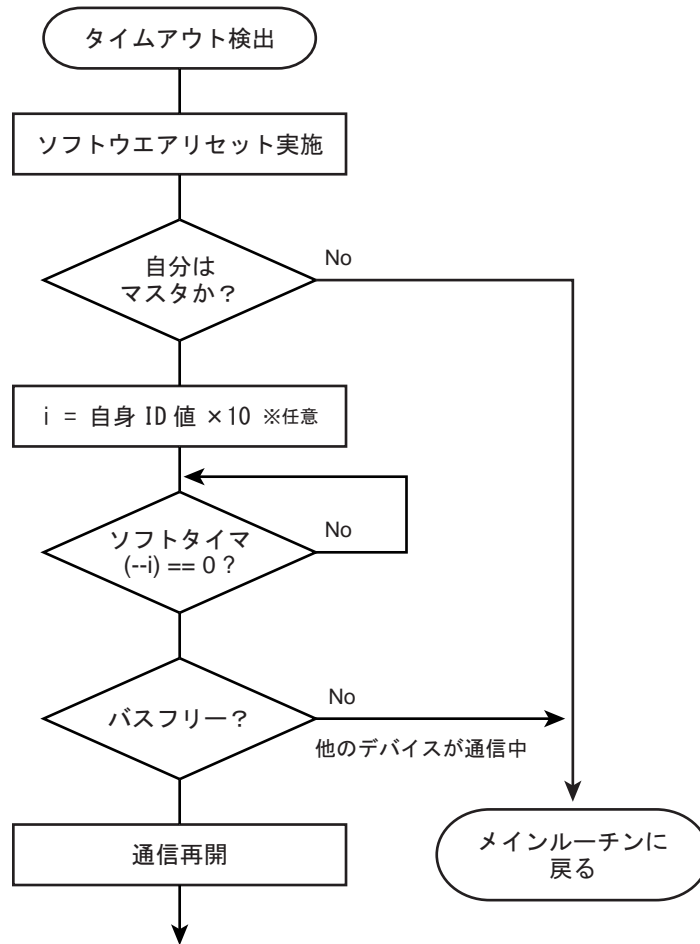 タイムアウト検出
ソフトウエアリセット実施
自分は
マスタか？
No
i = 自身 ID 値 ×10 ※任意
ソフトタイマ
(--i) == 0 ?
No
バスフリー？
No
他のデバイスが通信中
通信再開
メインルーチンに
戻る